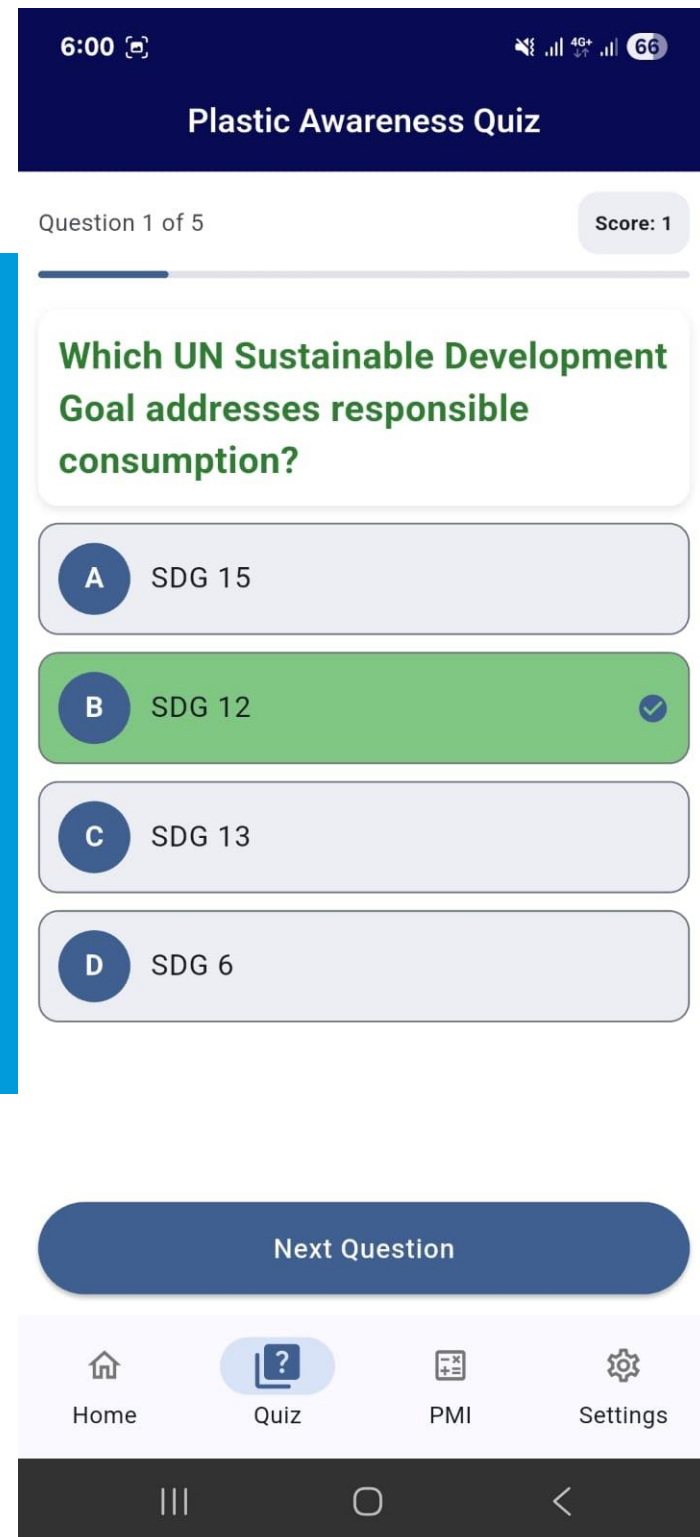 6:00 4G+ 66
Plastic Awareness Quiz
Question 1 of 5 Score: 1
Which UN Sustainable Development
Goal addresses responsible
consumption?
A SDG 15
B SDG 12
C SDG 13
D SDG 6
Next Question
?
Home Quiz PMI Settings